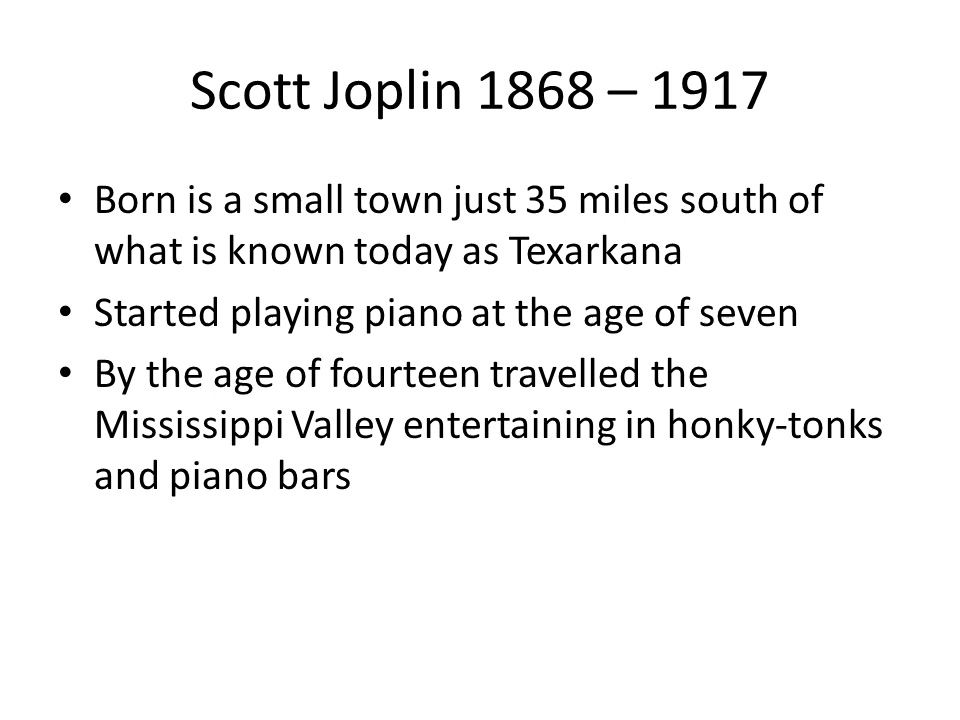 Scott Joplin 1868 – 1917
• Born is a small town just 35 miles south of
what is known today as Texarkana
• Started playing piano at the age of seven
• By the age of fourteen travelled the
Mississippi Valley entertaining in honky-tonks
and piano bars